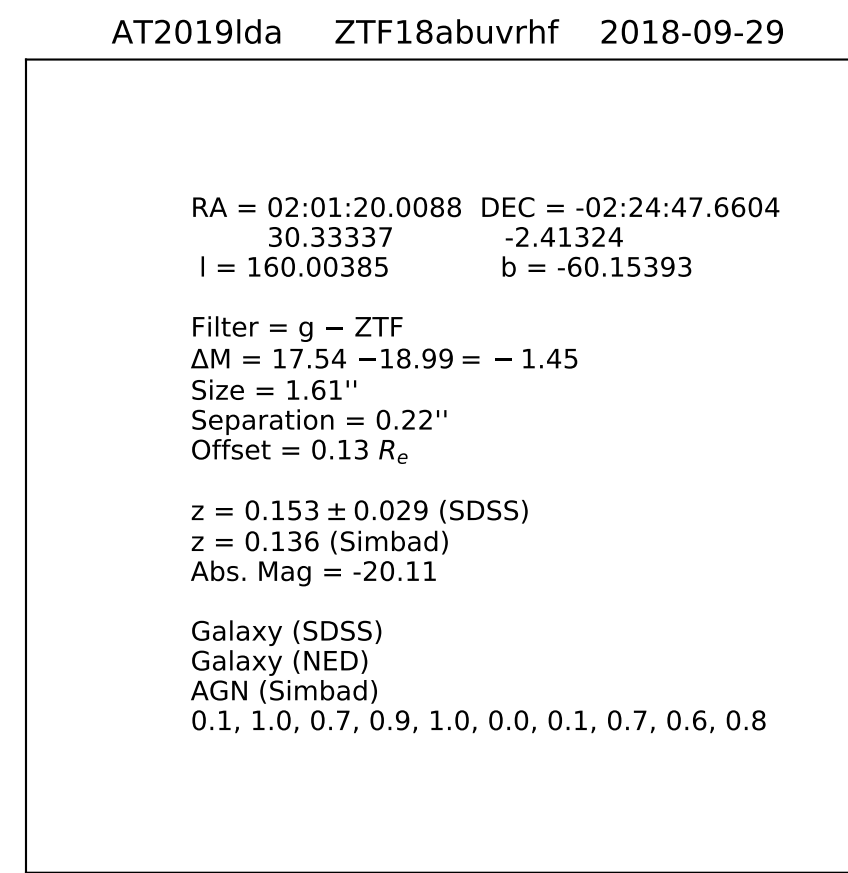 AT2019lda ZTF18abuvrhf 2018-09-29
RA = 02:01:20.0088 DEC = -02:24:47.6604
30.33337 -2.41324
l = 160.00385 b = -60.15393
Filter = g − ZTF
ΔM = 17.54 −18.99 = − 1.45
Size = 1.61''
Separation = 0.22''
Offset = 0.13 Re
z = 0.153 ± 0.029 (SDSS)
z = 0.136 (Simbad)
Abs. Mag = -20.11
Galaxy (SDSS)
Galaxy (NED)
AGN (Simbad)
0.1, 1.0, 0.7, 0.9, 1.0, 0.0, 0.1, 0.7, 0.6, 0.8